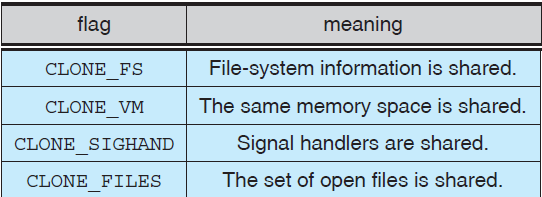 flag meaning
CLONE_FS File-system information is shared.
CLONE_VM The same memory space is shared.
CLONE_SIGHAND Signal handlers are shared.
CLONE_FILES The set of open files is shared.